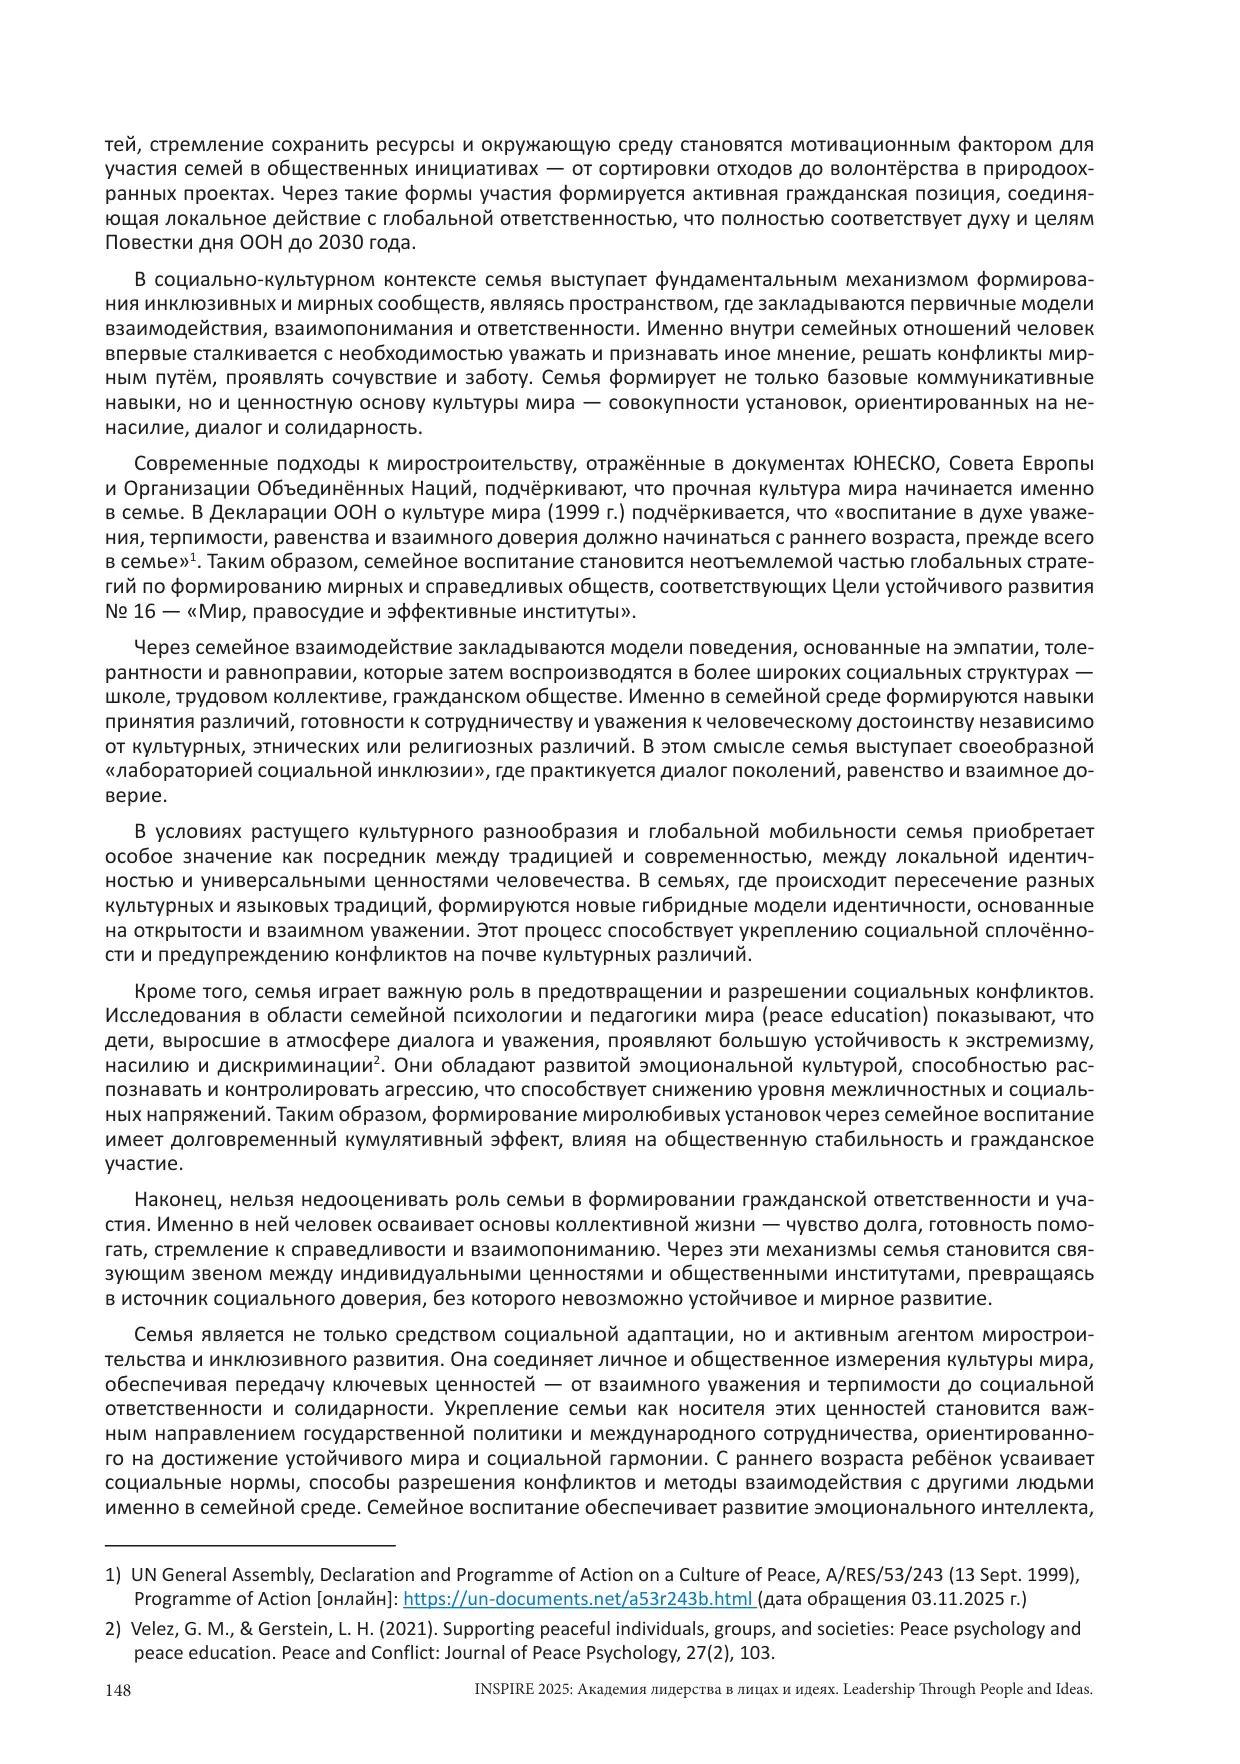 тей, стремление сохранить ресурсы и окружающую среду становятся мотивационным фактором для
участия семей в общественных инициативах — от сортировки отходов до волонтёрства в природоох-
ранных проектах. Через такие формы участия формируется активная гражданская позиция, соединя-
ющая локальное действие с глобальной ответственностью, что полностью соответствует духу и целям
Повестки дня ООН до 2030 года.
В социально-культурном контексте семья выступает фундаментальным механизмом формирова-
ния инклюзивных и мирных сообществ, являясь пространством, где закладываются первичные модели
взаимодействия, взаимопонимания и ответственности. Именно внутри семейных отношений человек
впервые сталкивается с необходимостью уважать и признавать иное мнение, решать конфликты мир-
ным путём, проявлять сочувствие и заботу. Семья формирует не только базовые коммуникативные
навыки, но и ценностную основу культуры мира — совокупности установок, ориентированных на не-
насилие, диалог и солидарность.
Современные подходы к миростроительству, отражённые в документах ЮНЕСКО, Совета Европы
и Организации Объединённых Наций, подчёркивают, что прочная культура мира начинается именно
в семье. В Декларации ООН о культуре мира (1999 г.) подчёркивается, что «воспитание в духе уваже-
ния, терпимости, равенства и взаимного доверия должно начинаться с раннего возраста, прежде всего
в семье»1. Таким образом, семейное воспитание становится неотъемлемой частью глобальных страте-
гий по формированию мирных и справедливых обществ, соответствующих Цели устойчивого развития
№ 16 — «Мир, правосудие и эффективные институты».
Через семейное взаимодействие закладываются модели поведения, основанные на эмпатии, толе-
рантности и равноправии, которые затем воспроизводятся в более широких социальных структурах —
школе, трудовом коллективе, гражданском обществе. Именно в семейной среде формируются навыки
принятия различий, готовности к сотрудничеству и уважения к человеческому достоинству независимо
от культурных, этнических или религиозных различий. В этом смысле семья выступает своеобразной
«лабораторией социальной инклюзии», где практикуется диалог поколений, равенство и взаимное до-
верие.
В условиях растущего культурного разнообразия и глобальной мобильности семья приобретает
особое значение как посредник между традицией и современностью, между локальной идентич-
ностью и универсальными ценностями человечества. В семьях, где происходит пересечение разных
культурных и языковых традиций, формируются новые гибридные модели идентичности, основанные
на открытости и взаимном уважении. Этот процесс способствует укреплению социальной сплочённо-
сти и предупреждению конфликтов на почве культурных различий.
Кроме того, семья играет важную роль в предотвращении и разрешении социальных конфликтов.
Исследования в области семейной психологии и педагогики мира (peace education) показывают, что
дети, выросшие в атмосфере диалога и уважения, проявляют большую устойчивость к экстремизму,
насилию и дискриминации2. Они обладают развитой эмоциональной культурой, способностью рас-
познавать и контролировать агрессию, что способствует снижению уровня межличностных и социаль-
ных напряжений. Таким образом, формирование миролюбивых установок через семейное воспитание
имеет долговременный кумулятивный эффект, влияя на общественную стабильность и гражданское
участие.
Наконец, нельзя недооценивать роль семьи в формировании гражданской ответственности и уча-
стия. Именно в ней человек осваивает основы коллективной жизни — чувство долга, готовность помо-
гать, стремление к справедливости и взаимопониманию. Через эти механизмы семья становится свя-
зующим звеном между индивидуальными ценностями и общественными институтами, превращаясь
в источник социального доверия, без которого невозможно устойчивое и мирное развитие.
Семья является не только средством социальной адаптации, но и активным агентом мирострои-
тельства и инклюзивного развития. Она соединяет личное и общественное измерения культуры мира,
обеспечивая передачу ключевых ценностей — от взаимного уважения и терпимости до социальной
ответственности и солидарности. Укрепление семьи как носителя этих ценностей становится важ-
ным направлением государственной политики и международного сотрудничества, ориентированно-
го на достижение устойчивого мира и социальной гармонии. С раннего возраста ребёнок усваивает
социальные нормы, способы разрешения конфликтов и методы взаимодействия с другими людьми
именно в семейной среде. Семейное воспитание обеспечивает развитие эмоционального интеллекта,
1) UN General Assembly, Declaration and Programme of Action on a Culture of Peace, A/RES/53/243 (13 Sept. 1999),
Programme of Action [онлайн]: https://un-documents.net/a53r243b.html (дата обращения 03.11.2025 г.)
2) Velez, G. M., & Gerstein, L. H. (2021). Supporting peaceful individuals, groups, and societies: Peace psychology and
peace education. Peace and Conflict: Journal of Peace Psychology, 27(2), 103.
148 INSPIRE 2025: Академия лидерства в лицах и идеях. Leadership Through People and Ideas.